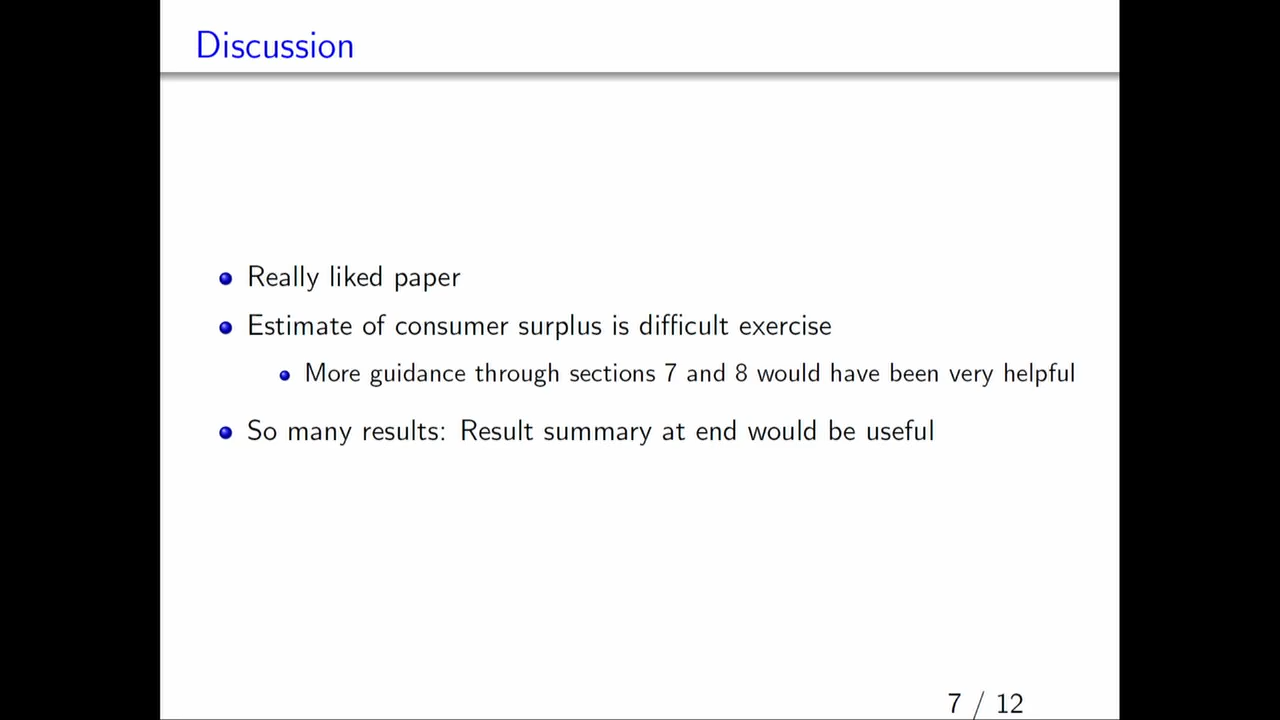 Discussion
Really liked paper
Estimate of consumer surplus is difficult exercise
More guidance through sections 7 and 8 would have been very helpful
So many results: Result summary at end would be useful
7 / 12